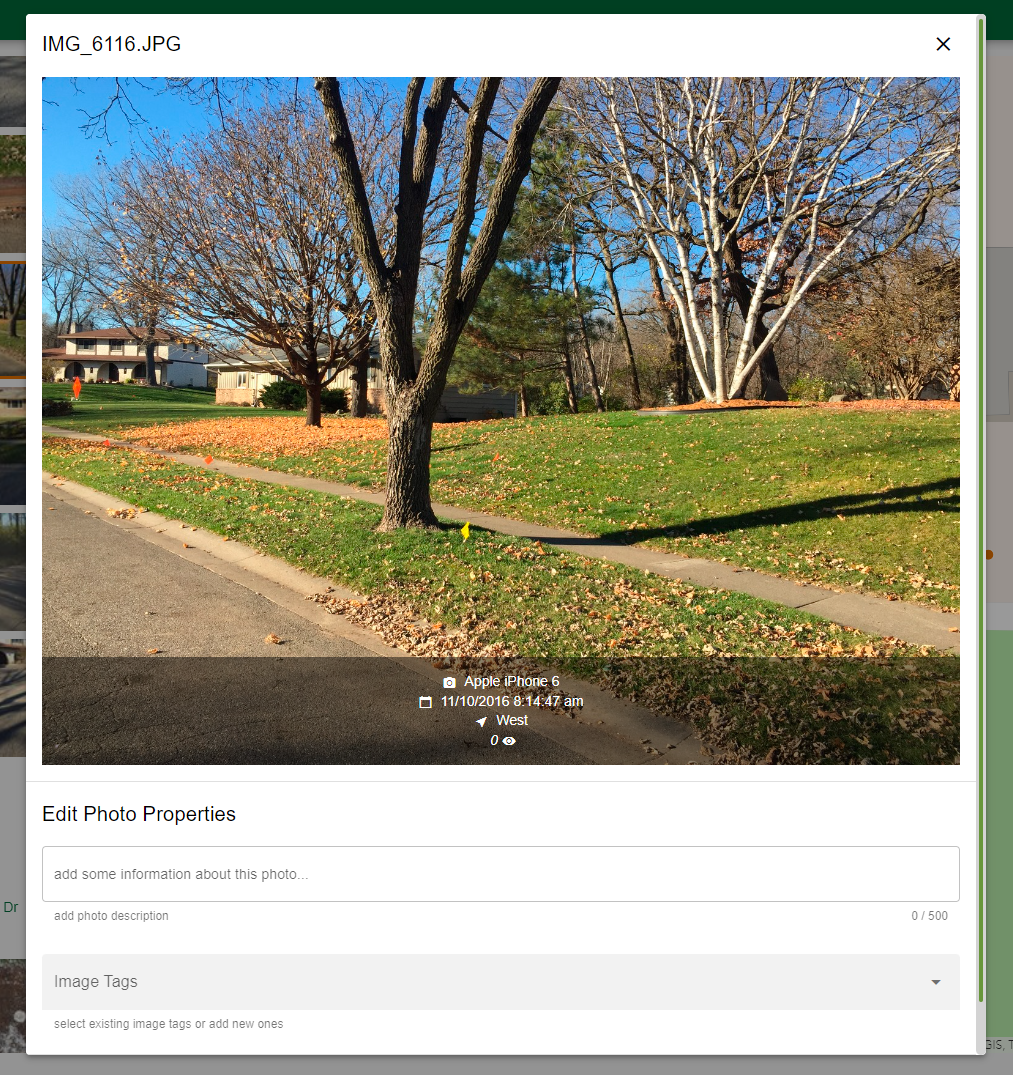 IMG_6116.JPG
Apple iPhone 6
11/10/2016 8:14:47 am
West
0
Edit Photo Properties
add some information about this photo...
add photo description
0 / 500
Dr
Image Tags
select existing image tags or add new ones
GIS, T